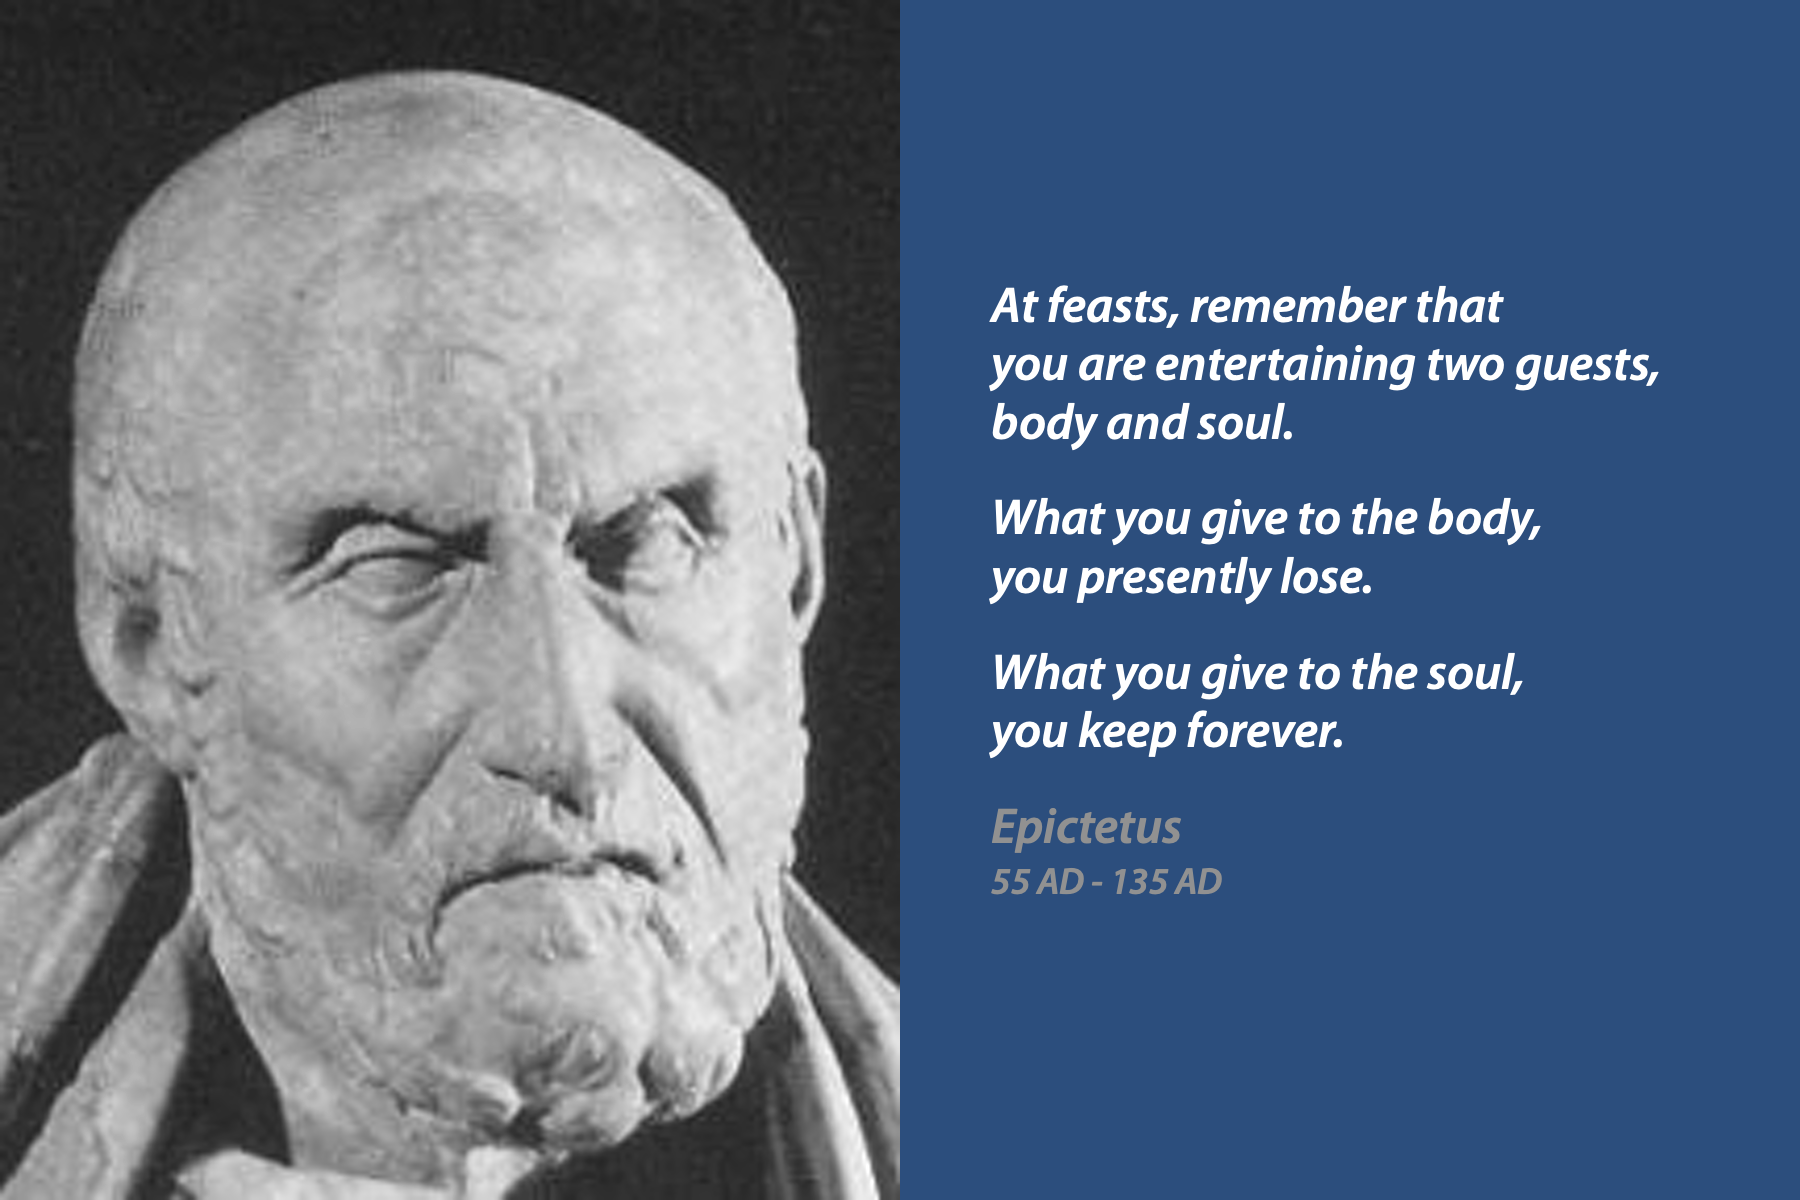 At feasts, remember that
you are entertaining two guests,
body and soul.
What you give to the body,
you presently lose.
What you give to the soul,
you keep forever.
Epictetus
55 AD - 135 AD